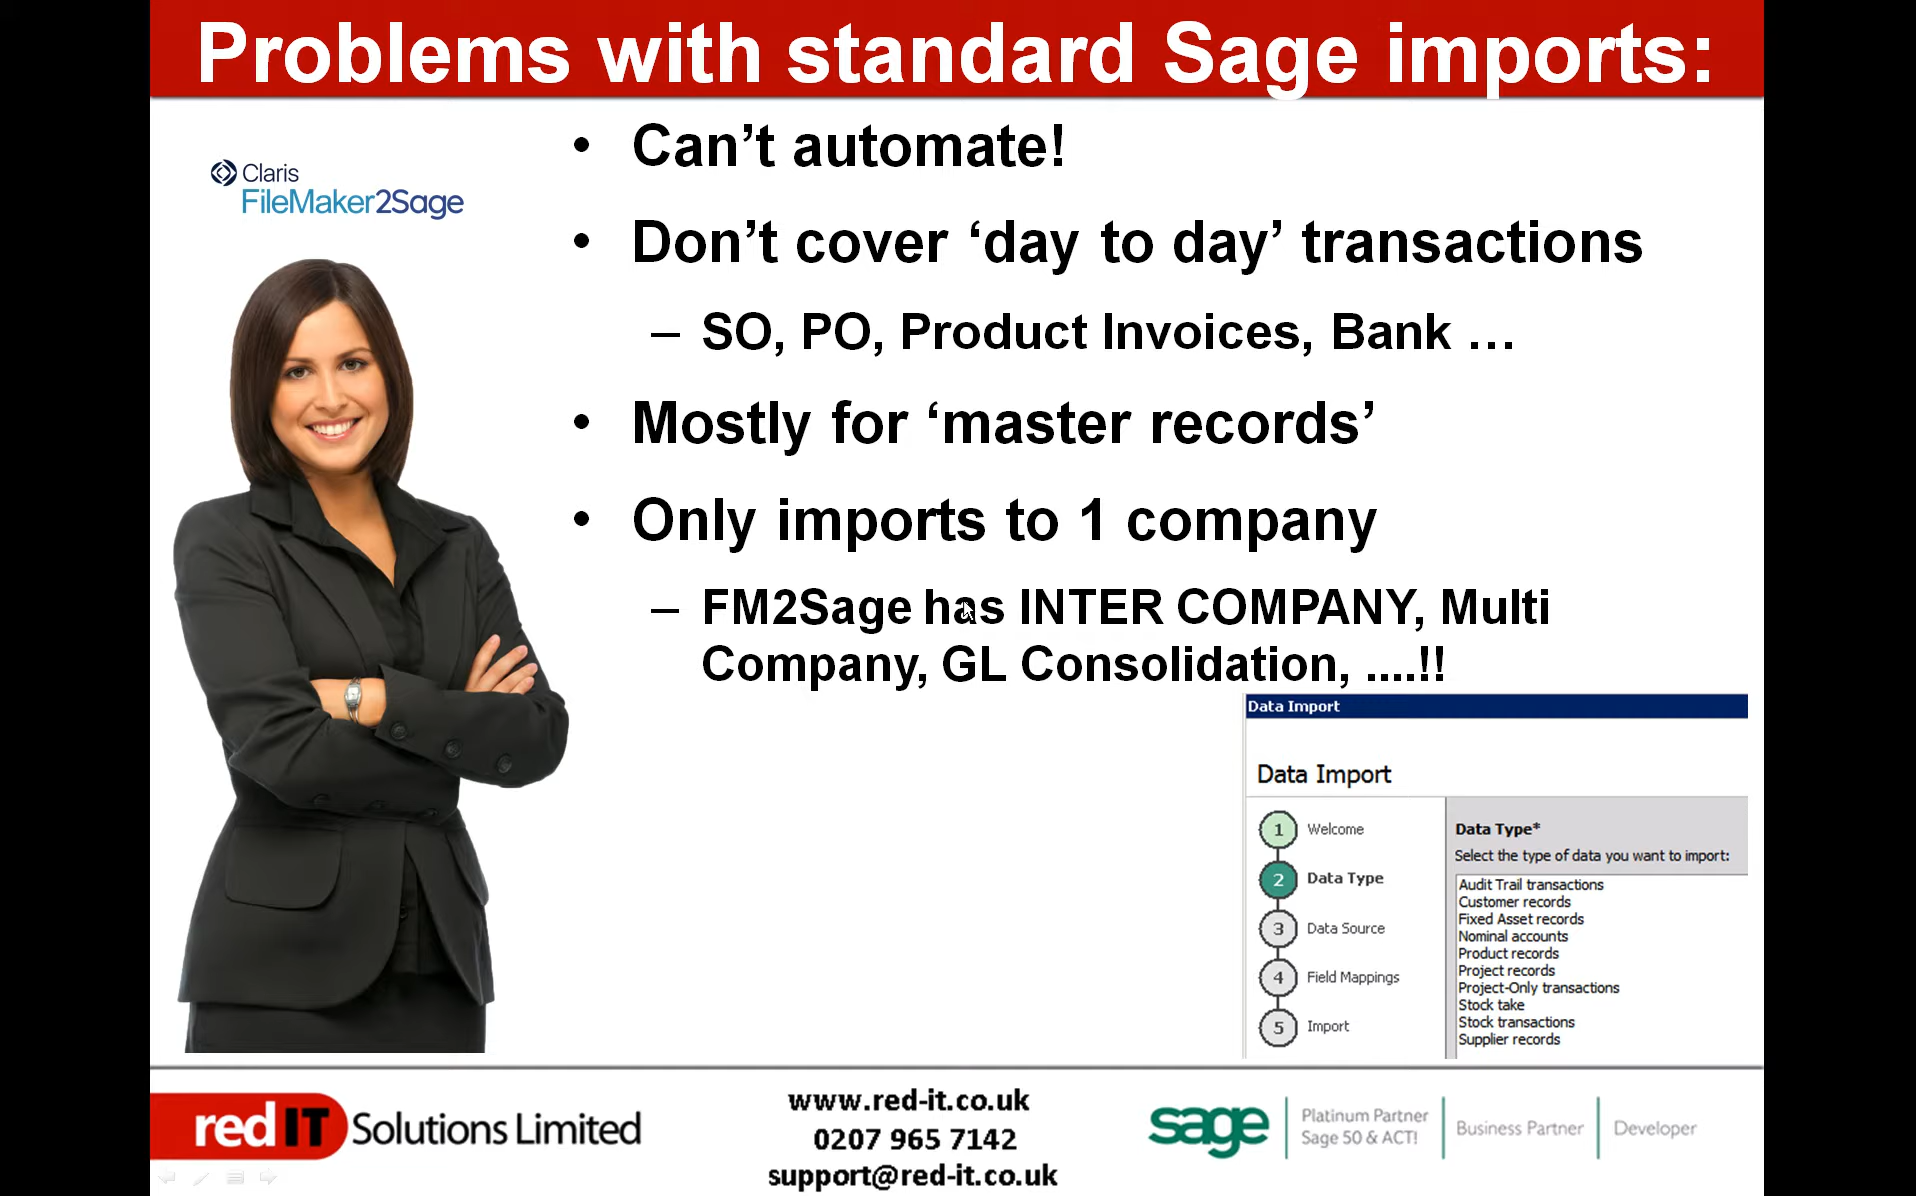 Problems with standard Sage imports:
Claris
FileMaker2Sage
• Can’t automate!
• Don’t cover ‘day to day’ transactions
– SO, PO, Product Invoices, Bank …
• Mostly for ‘master records’
• Only imports to 1 company
– FM2Sage has INTER COMPANY, Multi
Company, GL Consolidation, ....!!
Data Import
Data Import
1 Welcome
2 Data Type
3 Data Source
4 Field Mappings
5 Import
Data Type*
Select the type of data you want to import:
Audit Trail transactions
Customer records
Fixed Asset records
Nominal accounts
Product records
Project records
Project-Only transactions
Stock take
Stock transactions
Supplier records
red IT Solutions Limited
www.red-it.co.uk
0207 965 7142
support@red-it.co.uk
sage
Platinum Partner
Sage 50 & ACT!
Business Partner
Developer